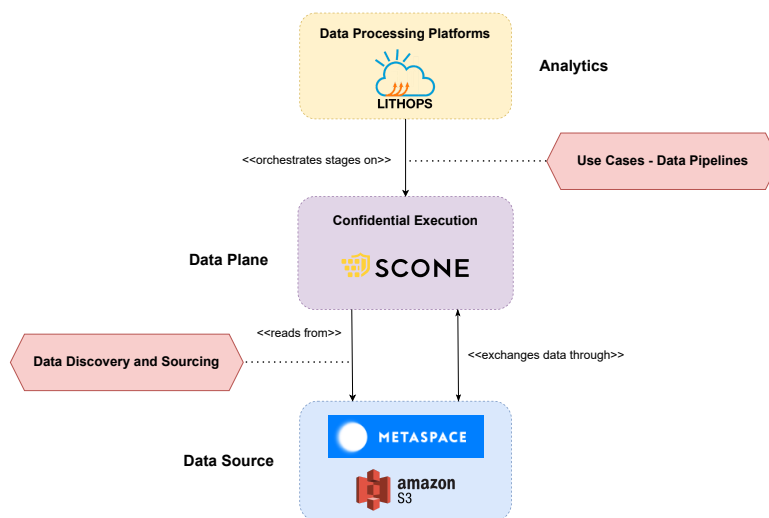 Data Processing Platforms
Analytics
LITHOPS
<<orchestrates stages on>>
Use Cases - Data Pipelines
Confidential Execution
SCONE
Data Plane
<<reads from>>
<<exchanges data through>>
Data Discovery and Sourcing
METASPACE
Data Source
amazon
S3